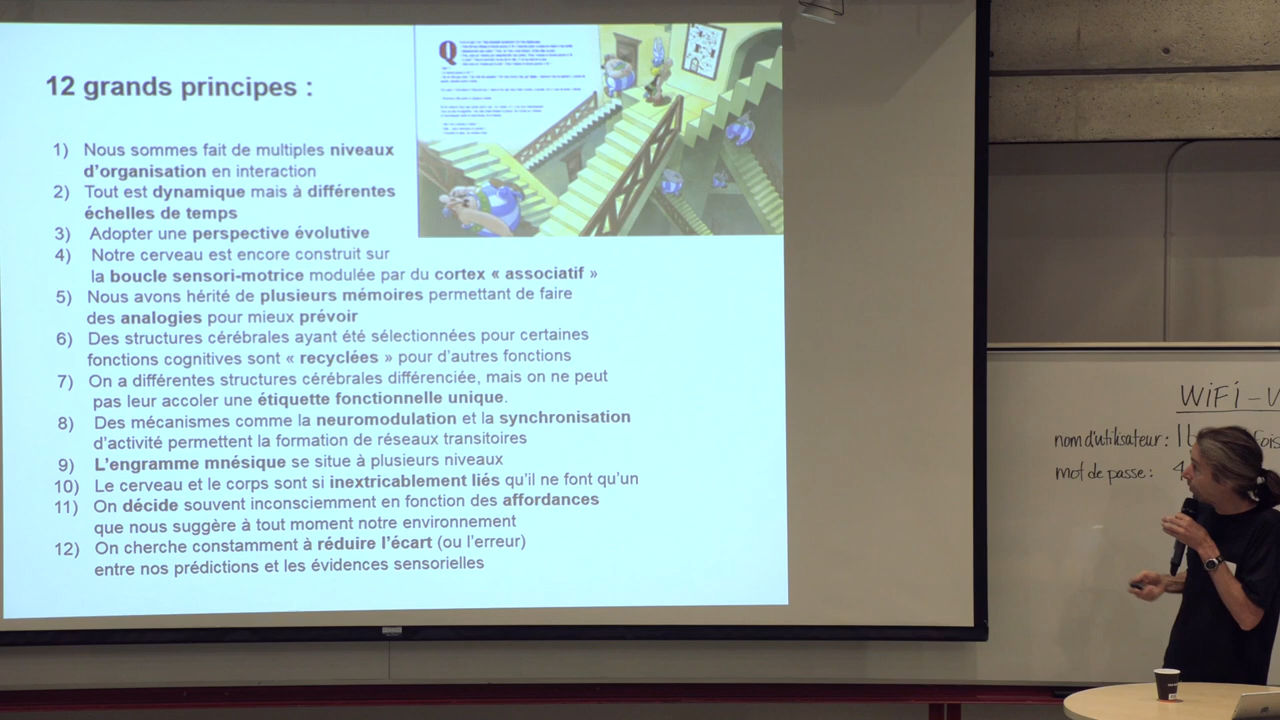 12 grands principes :
1) Nous sommes fait de multiples niveaux
d'organisation en interaction
2) Tout est dynamique mais à différentes
échelles de temps
3) Adopter une perspective évolutive
4) Notre cerveau est encore construit sur
la boucle sensori-motrice modulée par du cortex « associatif »
5) Nous avons hérité de plusieurs mémoires permettant de faire
des analogies pour mieux prévoir
6) Des structures cérébrales ayant été sélectionnées pour certaines
fonctions cognitives sont « recyclées » pour d'autres fonctions
7) On a différentes structures cérébrales différenciée, mais on ne peut
pas leur accoler une étiquette fonctionnelle unique.
8) Des mécanismes comme la neuromodulation et la synchronisation
d'activité permettent la formation de réseaux transitoires
9) L'engramme mnésique se situe à plusieurs niveaux
10) Le cerveau et le corps sont si inextricablement liés qu'il ne font qu'un
11) On décide souvent inconsciemment en fonction des affordances
que nous suggère à tout moment notre environnement
12) On cherche constamment à réduire l'écart (ou l'erreur)
entre nos prédictions et les évidences sensorielles
Q
WiFi - V
nom d'utilisateur :
mot de passe : 4